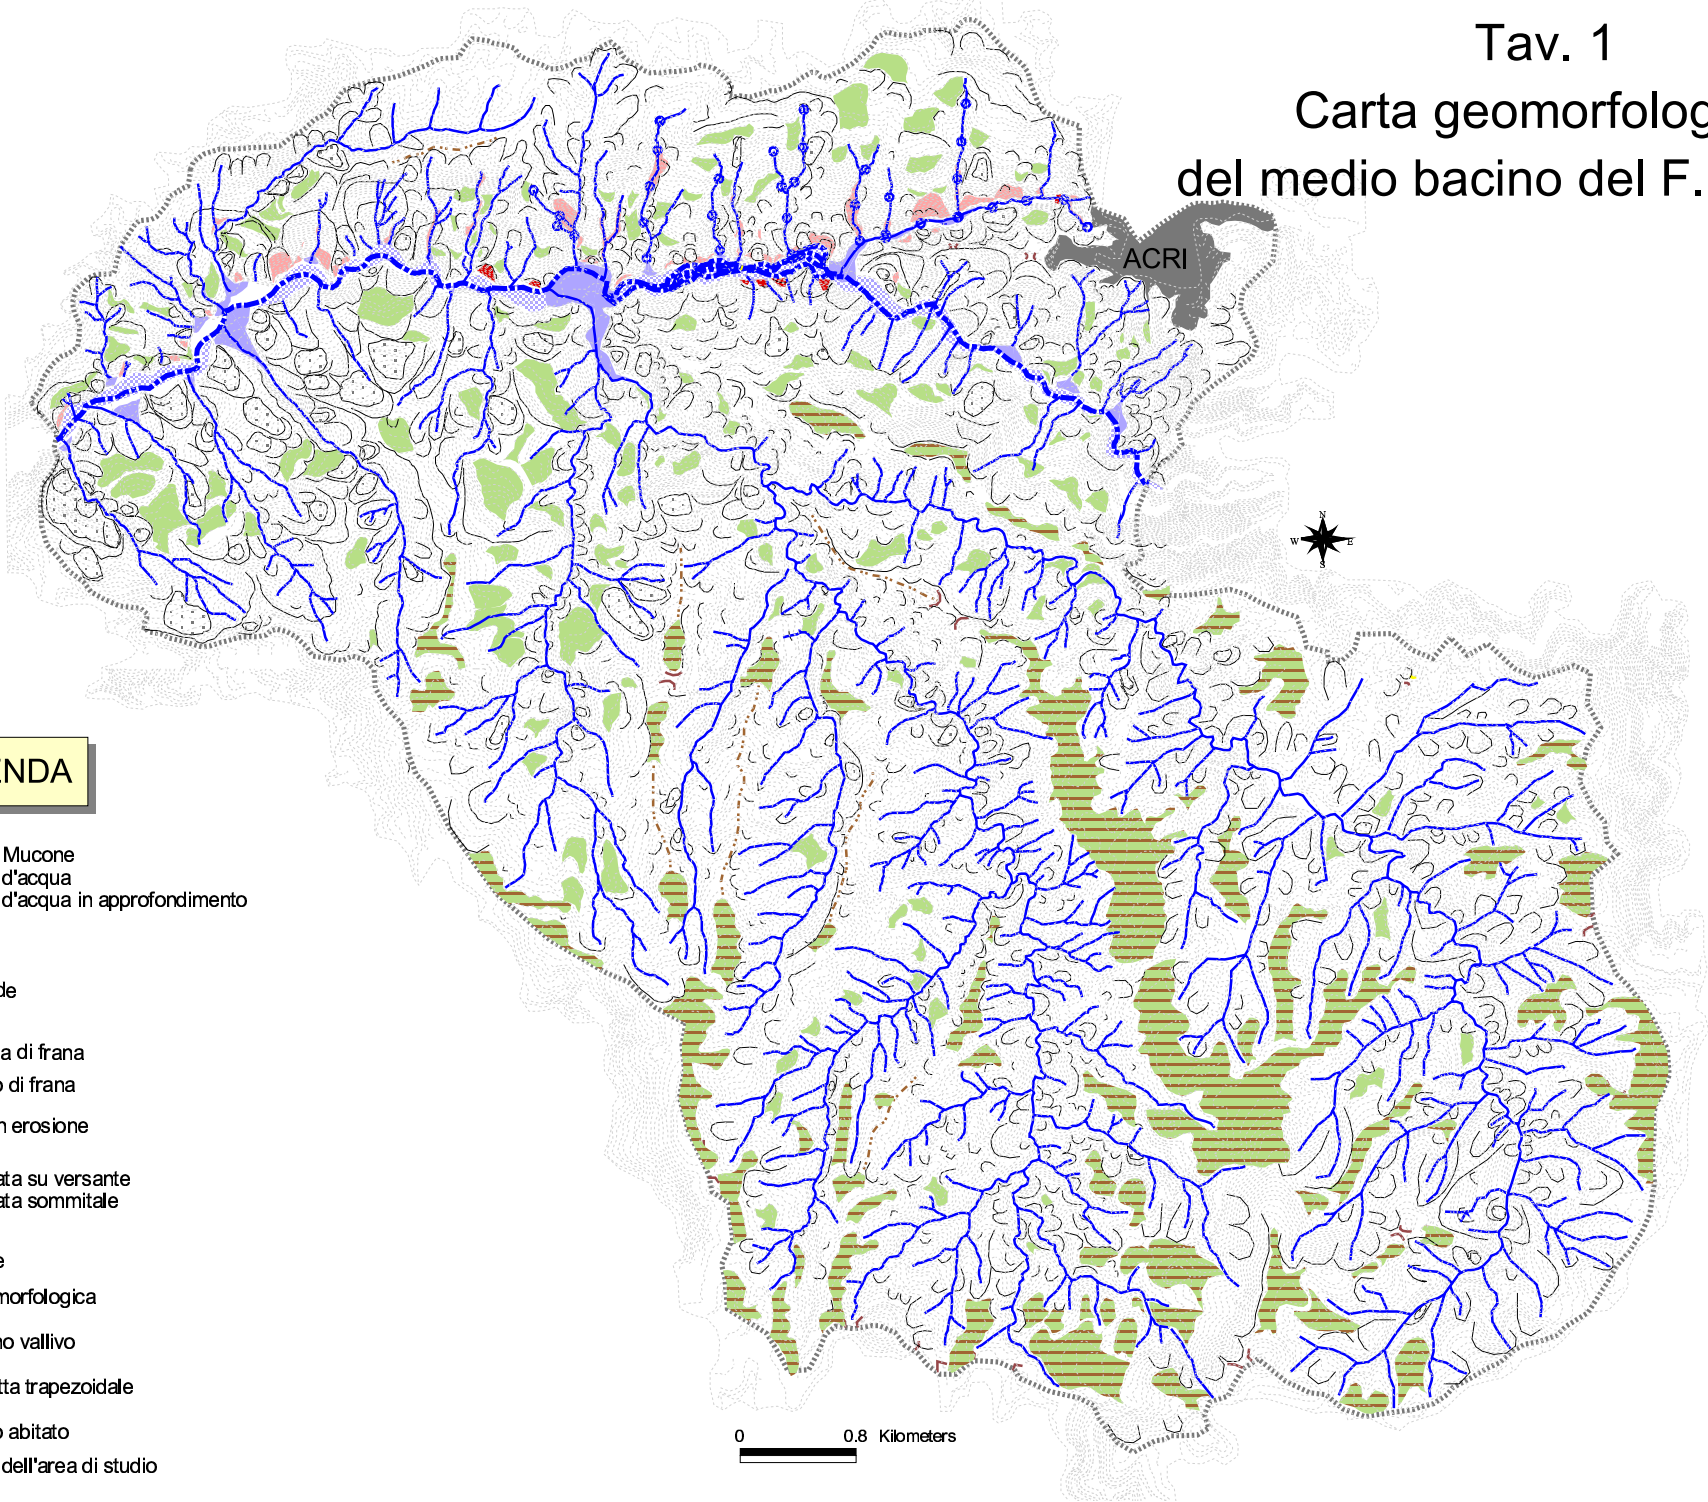 Tav. 1
Carta geomorfolog
del medio bacino del F.
ACRI
N
W E
S
ENDA
Mucone
d'acqua
d'acqua in approfondimento
de
a di frana
o di frana
n erosione
ata su versante
ata sommitale
e
morfologica
no vallivo
tta trapezoidale
o abitato
dell'area di studio
0 0.8 Kilometers